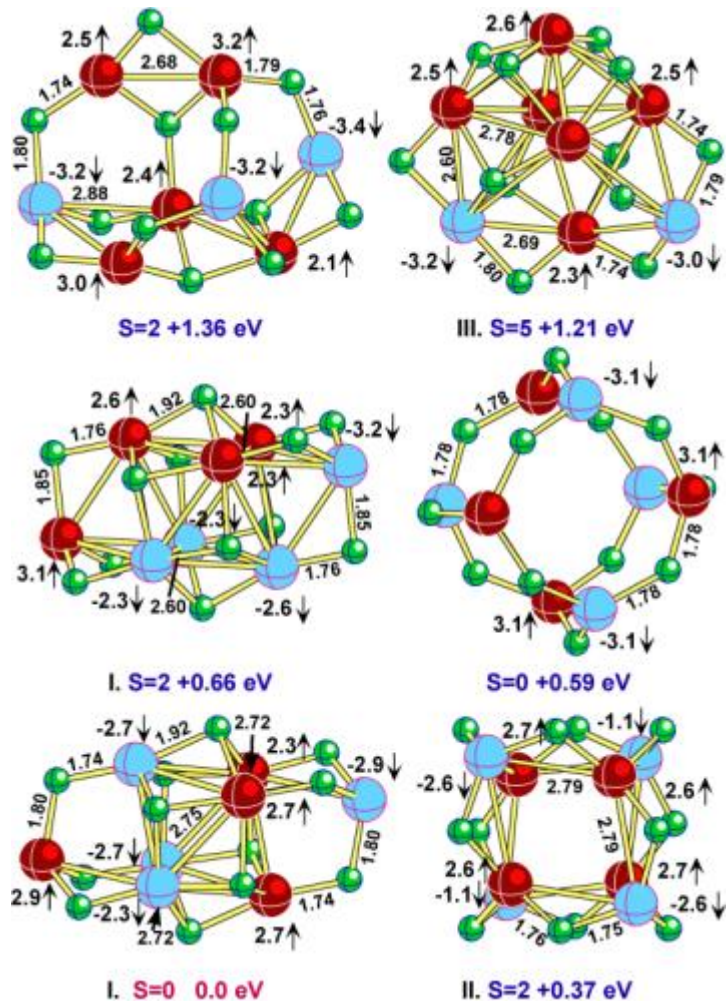 2.5↑ 3.2↑
2.68
1.74 1.79
1.76
-3.4↓
1.80
-3.2↓ 2.4↑ -3.2↓
2.88
3.0↑ 2.1↑
S=2 +1.36 eV
2.6↑
2.5↑ 2.5↑
1.74
2.78
2.60
1.79
2.69
-3.2↓ 1.80 2.3↑ 1.74 -3.0↓
III. S=5 +1.21 eV
2.6↑ 1.92 2.60 2.3↑
1.76 -3.2↓
2.3↑
1.85 -2.3↓ 1.85
3.1↑ 1.76
-2.3↓ 2.60 -2.6↓
I. S=2 +0.66 eV
-3.1↓
1.78
3.1↑
1.78
1.78
1.78
3.1↑ -3.1↓
S=0 +0.59 eV
-2.7↓ 1.92 2.72 2.3↑
1.74 -2.9↓
2.75 2.7↑
1.80 1.80
-2.7↓
2.9↑ -2.3↓ 1.74
2.72 2.7↑
I. S=0 0.0 eV
2.7↑ -1.1↓
-2.6↓ 2.79 2.6↑
2.79
2.6↑ 2.7↑
-1.1↓ -2.6↓
1.76 1.75
II. S=2 +0.37 eV